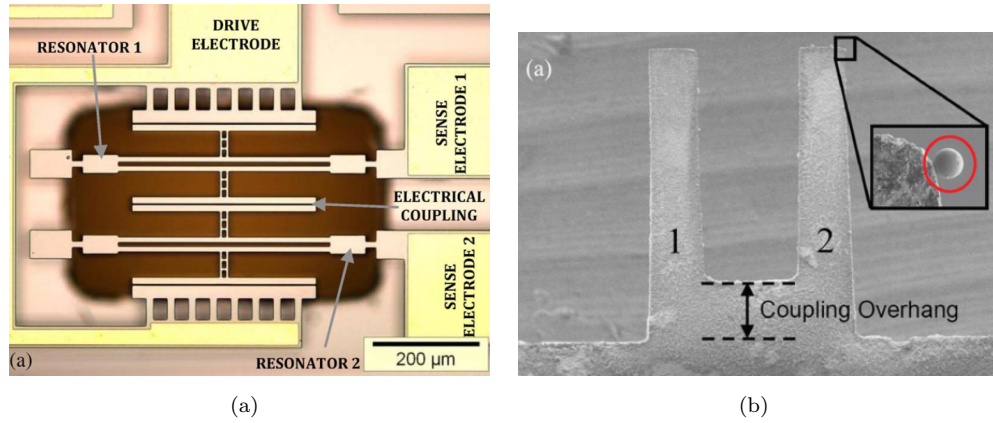 DRIVE
ELECTRODE
RESONATOR 1
SENSE
ELECTRODE 1
ELECTRICAL
COUPLING
SENSE
ELECTRODE 2
RESONATOR 2
200 µm
(a)
(a)
1
2
Coupling Overhang
(a)
(b)